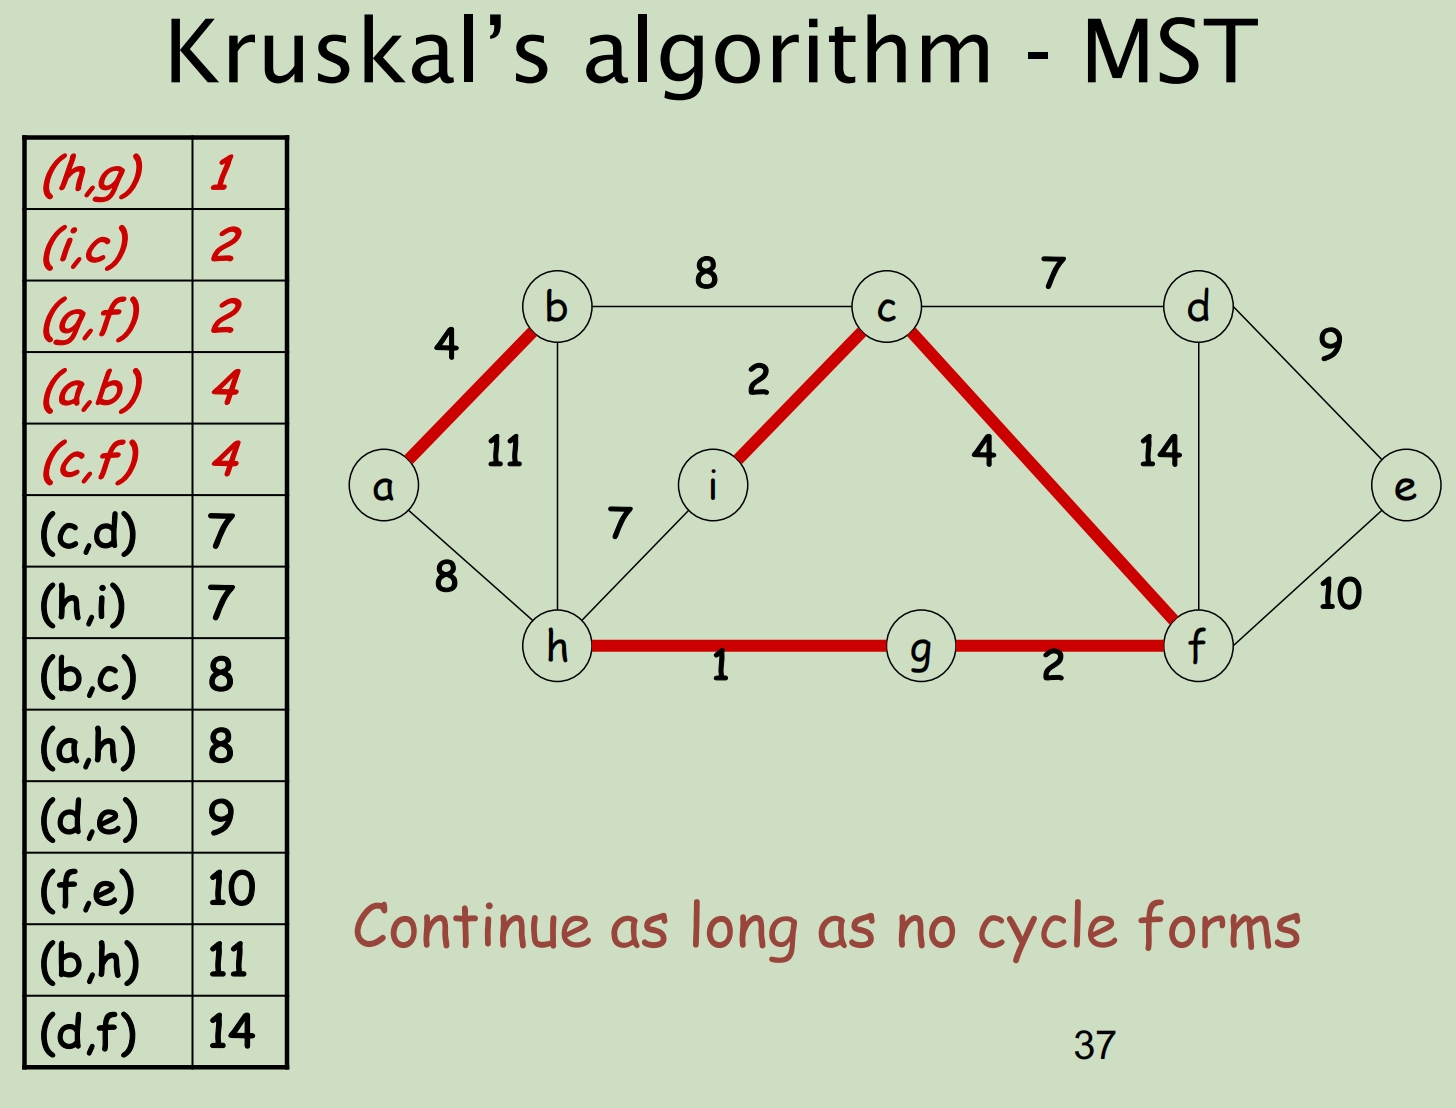 Kruskal's algorithm - MST
(h,g) 1
(i,c) 2
(g,f) 2
(a,b) 4
(c,f) 4
(c,d) 7
(h,i) 7
(b,c) 8
(a,h) 8
(d,e) 9
(f,e) 10
(b,h) 11
(d,f) 14
8 7
b c d
4 9
2
11 4 14
a i e
7
8 10
h g f
1 2
Continue as long as no cycle forms
37